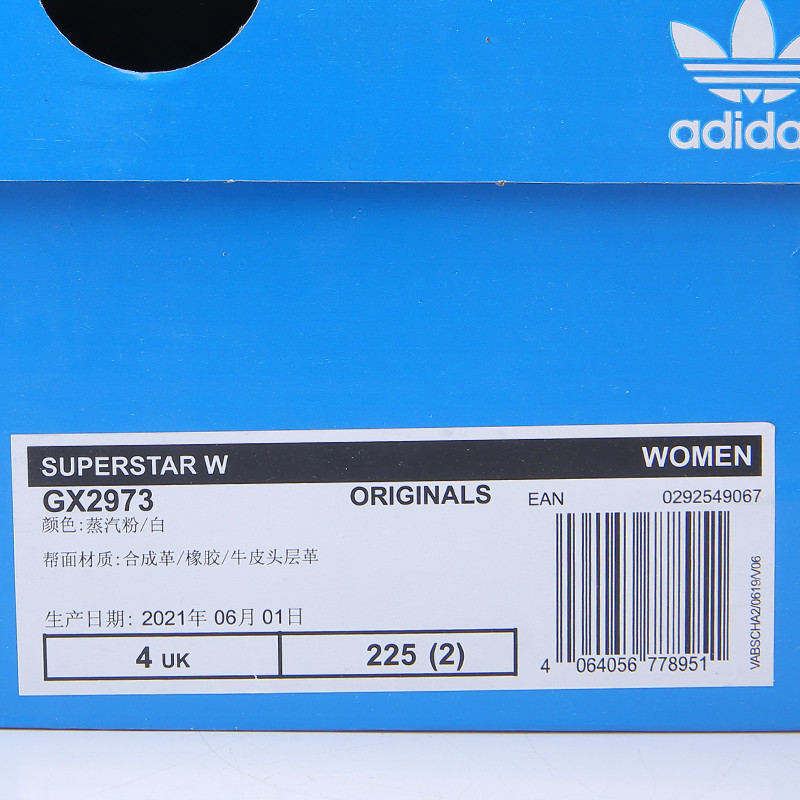 adidas
SUPERSTAR W WOMEN
GX2973 ORIGINALS EAN 0292549067
颜色:蒸汽粉/白
帮面材质:合成革/橡胶/牛皮头层革
生产日期: 2021年 06月 01日
4 UK 225 (2)
4 064056 778951
VABSCHA2/0619/V06